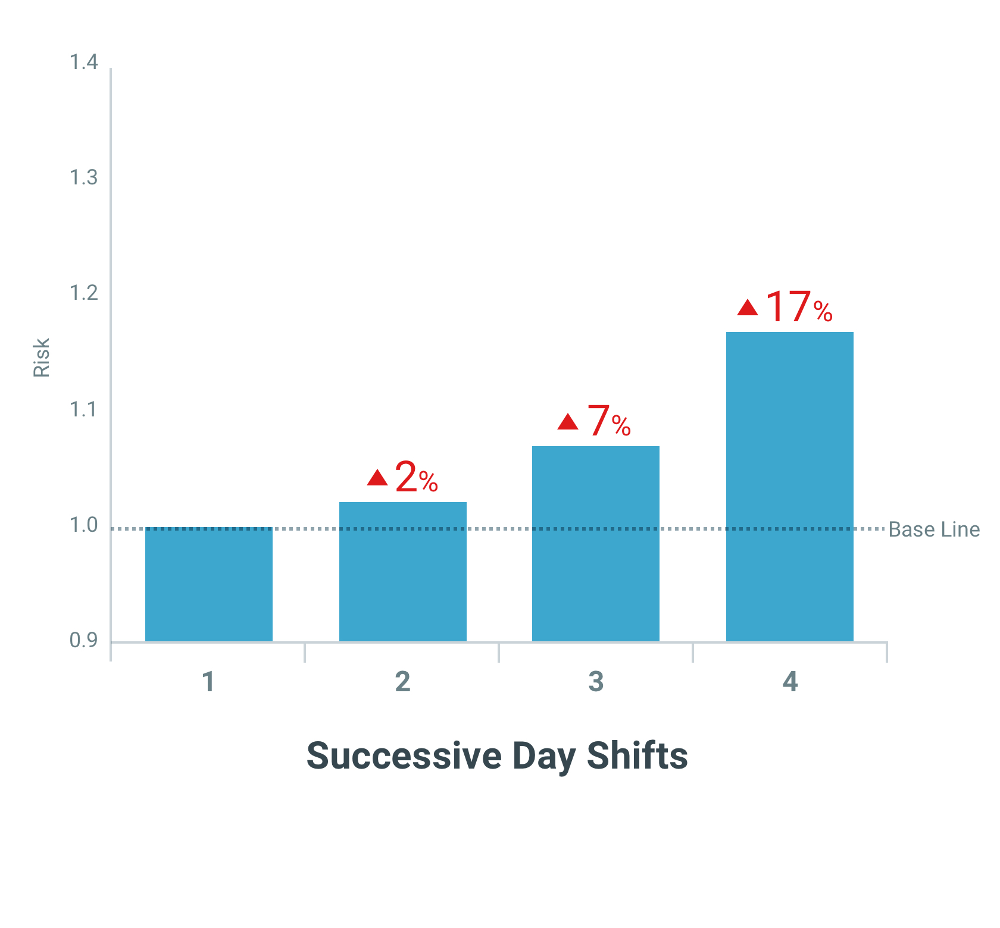 1.4
1.3
1.2
1.1
1.0
0.9
Risk
▲ 2%
▲ 7%
▲ 17%
Base Line
1 2 3 4
Successive Day Shifts